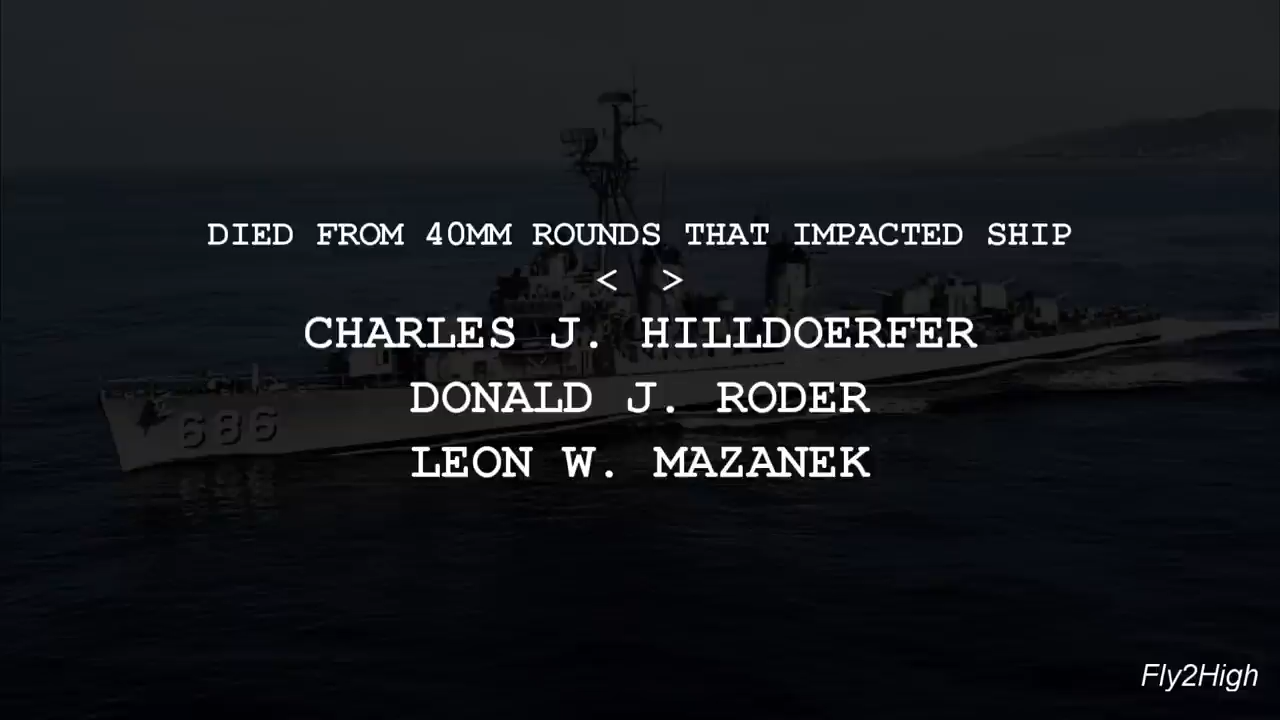 DIED FROM 40MM ROUNDS THAT IMPACTED SHIP
< >
CHARLES J. HILLDOERFER
DONALD J. RODER
LEON W. MAZANEK
686
Fly2High